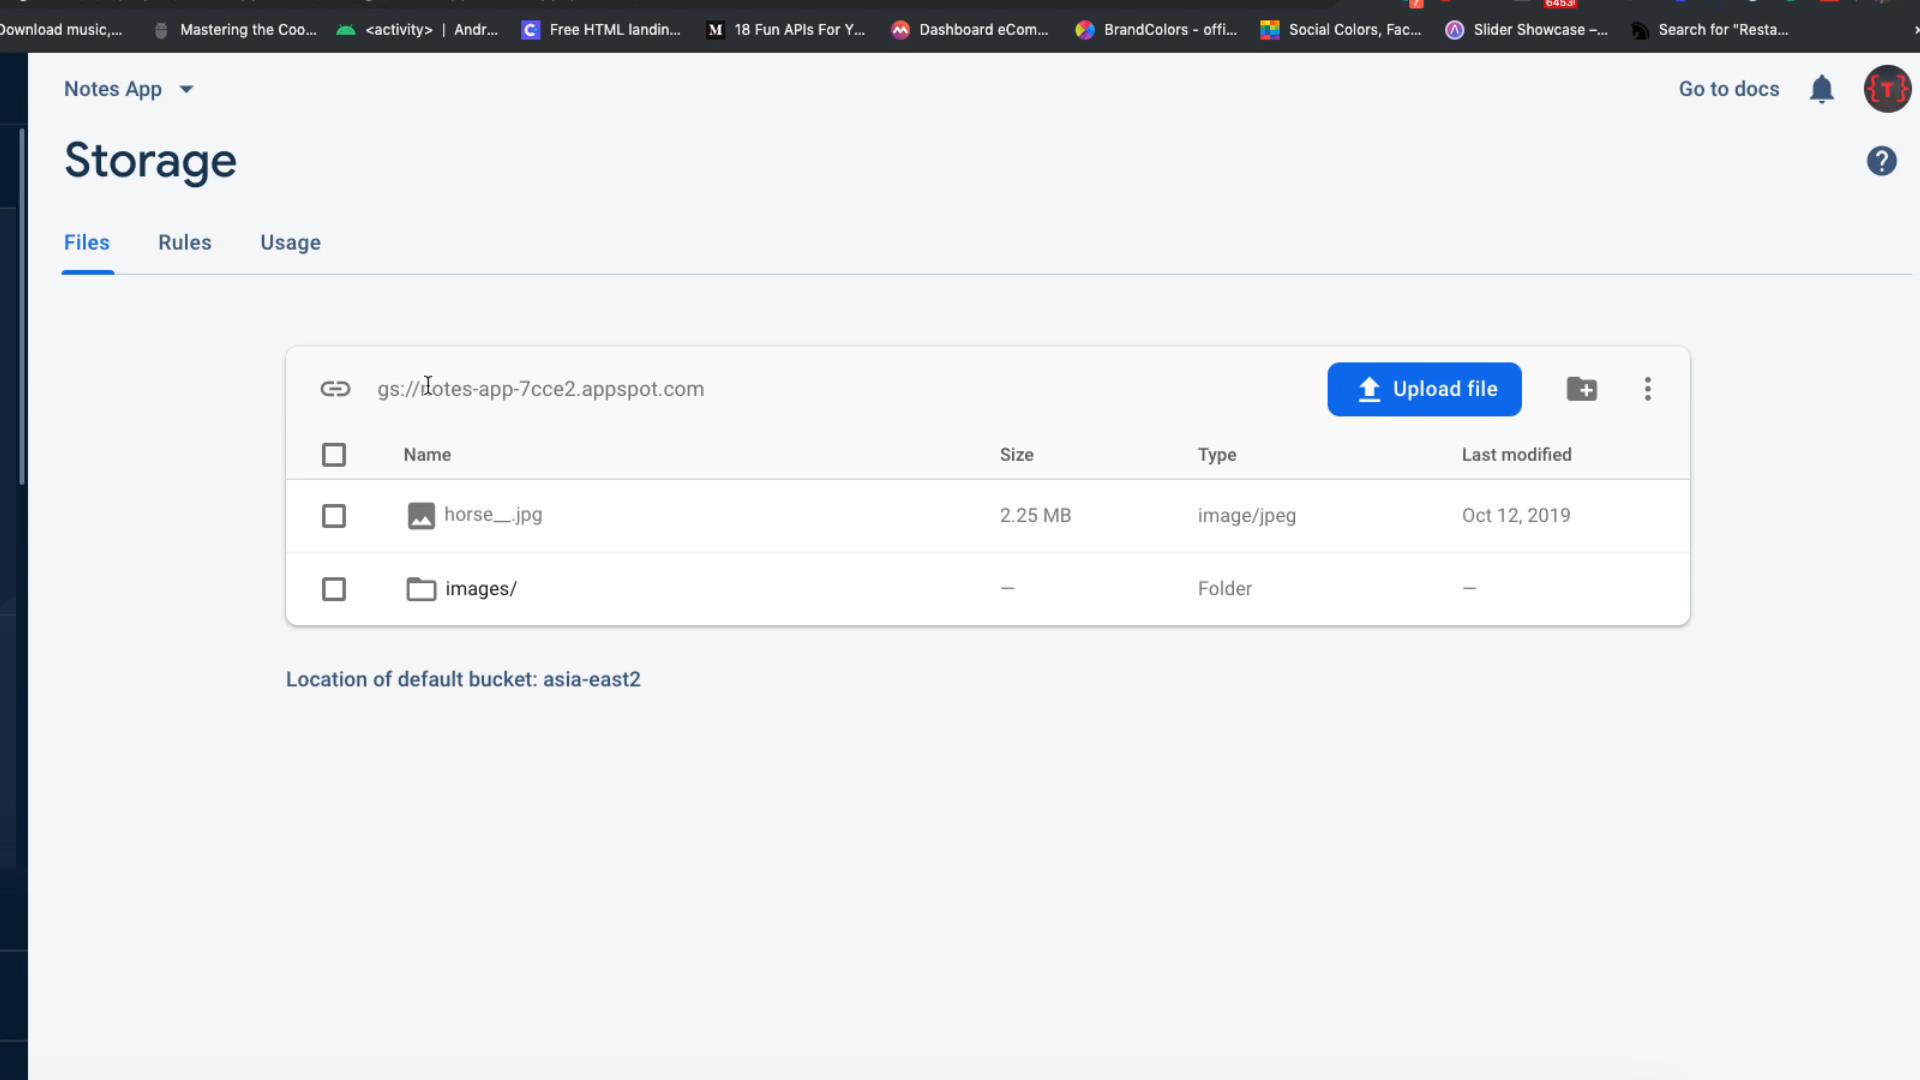 6453!
Download music,... Mastering the Coo... <activity> | Andr... Free HTML landin... 18 Fun APIs For Y... Dashboard eCom... BrandColors - offi... Social Colors, Fac... Slider Showcase –... Search for "Resta...
Notes App Go to docs {T}
Storage ?
Files Rules Usage
gs://notes-app-7cce2.appspot.com Upload file
Name Size Type Last modified
horse__.jpg 2.25 MB image/jpeg Oct 12, 2019
images/ — Folder —
Location of default bucket: asia-east2